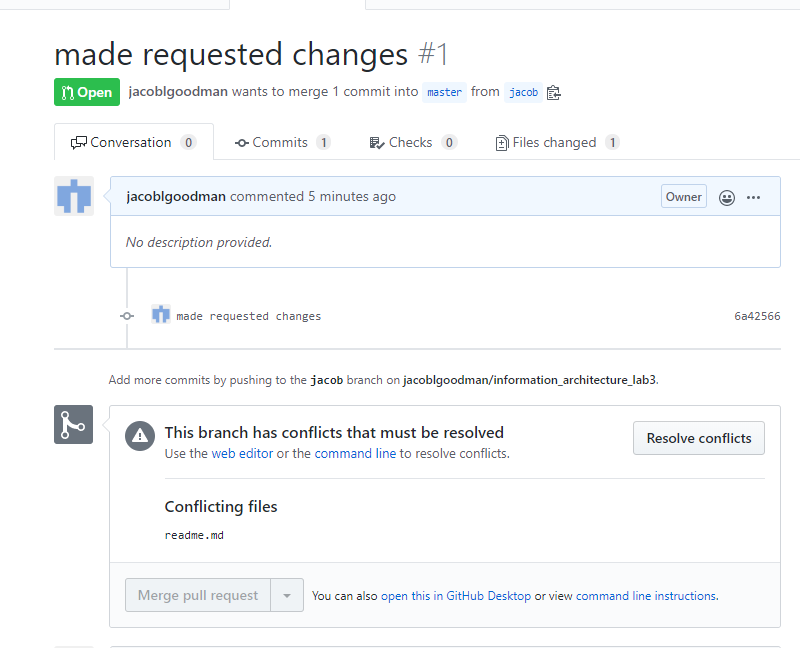 made requested changes #1
Open jacoblgoodman wants to merge 1 commit into master from jacob
Conversation 0 Commits 1 Checks 0 Files changed 1
jacoblgoodman commented 5 minutes ago Owner
No description provided.
made requested changes 6a42566
Add more commits by pushing to the jacob branch on jacoblgoodman/information_architecture_lab3.
This branch has conflicts that must be resolved
Use the web editor or the command line to resolve conflicts.
Resolve conflicts
Conflicting files
readme.md
Merge pull request You can also open this in GitHub Desktop or view command line instructions.